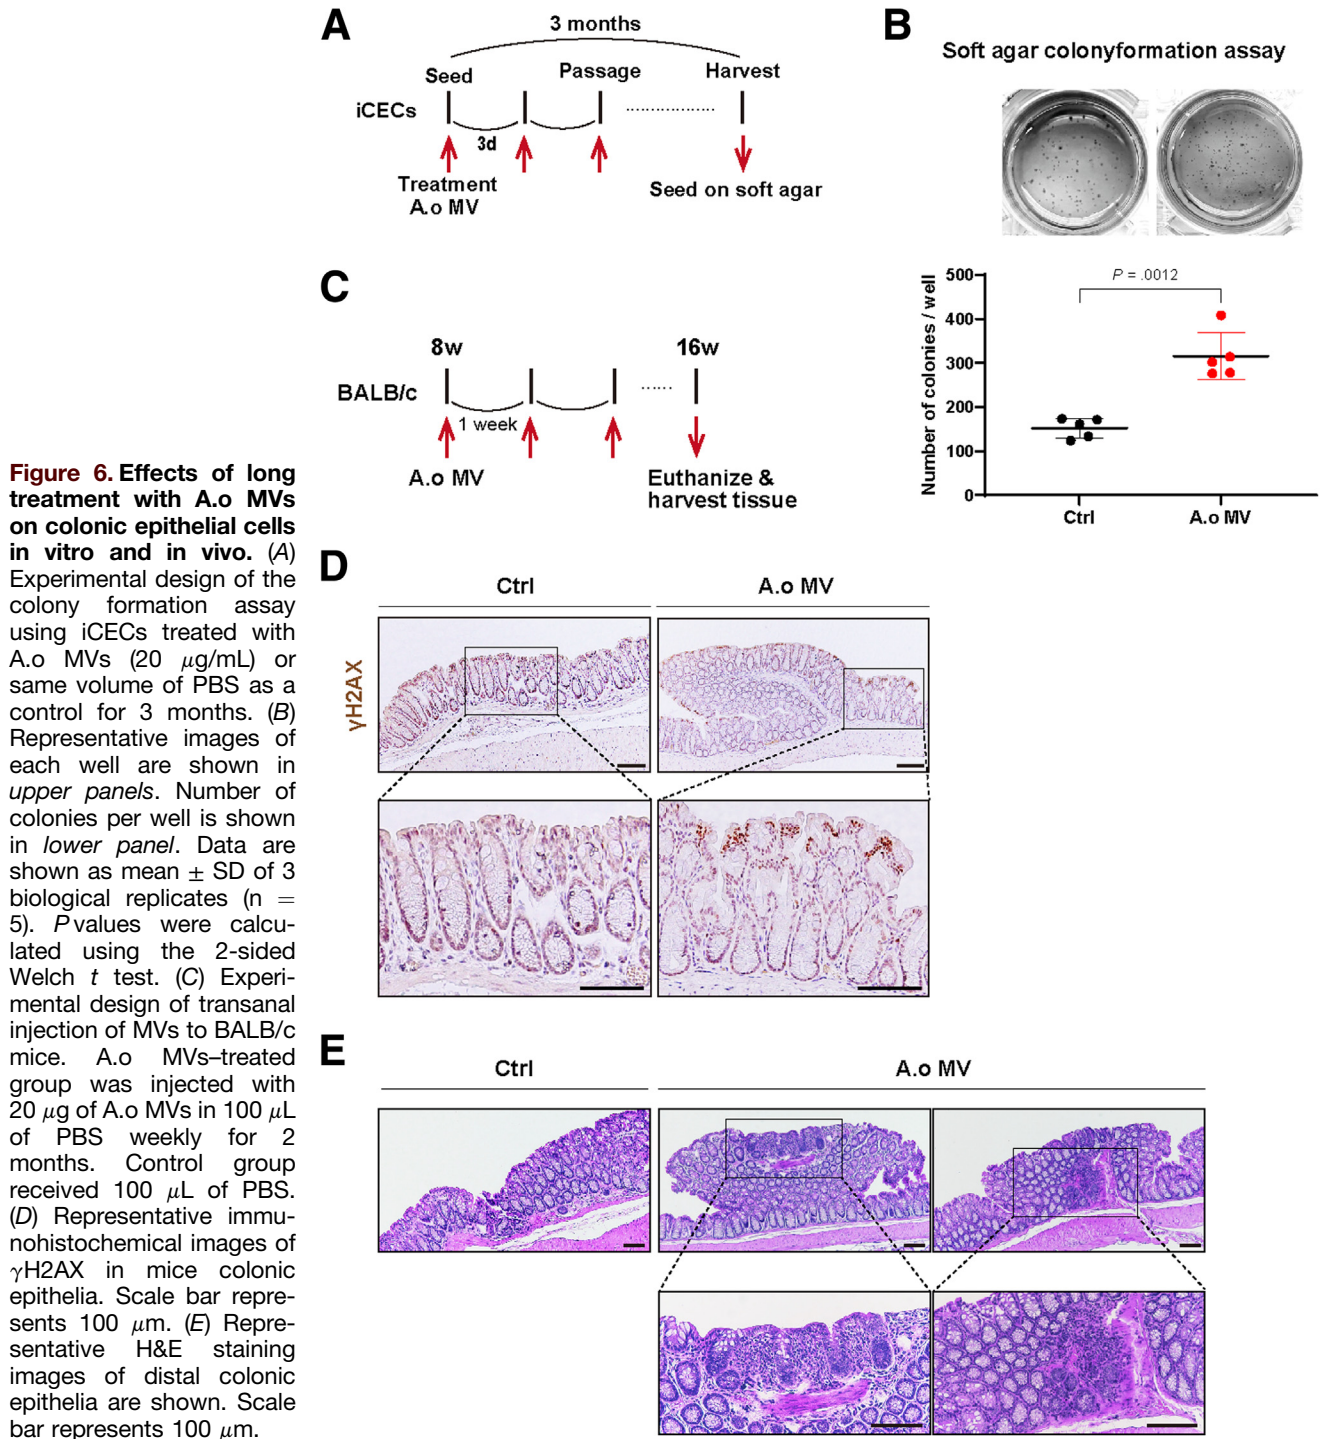 A
3 months
Seed
Passage
Harvest
iCECs
3d
Treatment
A.o MV
Seed on soft agar
B
Soft agar colonyformation assay
P = .0012
Number of colonies / well
500
400
300
200
100
0
Ctrl
A.o MV
C
8w
16w
BALB/c
1 week
A.o MV
Euthanize &
harvest tissue
Figure 6. Effects of long
treatment with A.o MVs
on colonic epithelial cells
in vitro and in vivo. (A)
Experimental design of the
colony formation assay
using iCECs treated with
A.o MVs (20 μg/mL) or
same volume of PBS as a
control for 3 months. (B)
Representative images of
each well are shown in
upper panels. Number of
colonies per well is shown
in lower panel. Data are
shown as mean ± SD of 3
biological replicates (n =
5). P values were calcu-
lated using the 2-sided
Welch t test. (C) Experi-
mental design of transanal
injection of MVs to BALB/c
mice. A.o MVs–treated
group was injected with
20 μg of A.o MVs in 100 μL
of PBS weekly for 2
months. Control group
received 100 μL of PBS.
(D) Representative immu-
nohistochemical images of
γH2AX in mice colonic
epithelia. Scale bar repre-
sents 100 μm. (E) Repre-
sentative H&E staining
images of distal colonic
epithelia are shown. Scale
bar represents 100 μm.
D
Ctrl
A.o MV
γH2AX
E
Ctrl
A.o MV